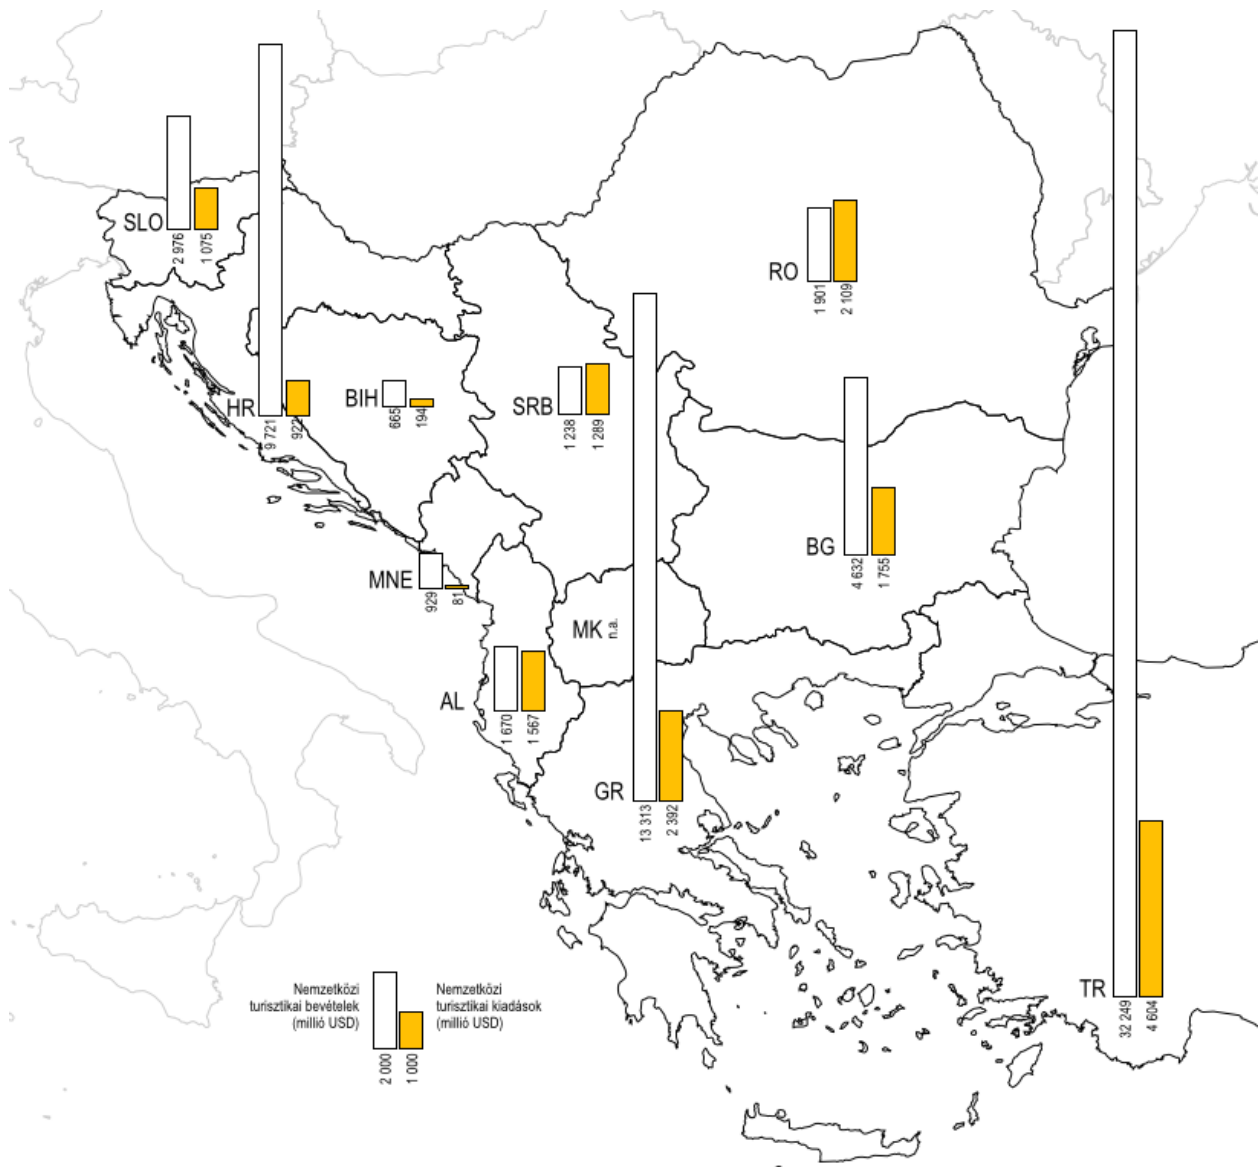 SLO
2 976
1 075
HR
9 721
922
BIH
665
194
SRB
1 238
1 289
RO
1 901
2 109
BG
4 632
1 755
MNE
929
81
MK
n.a.
AL
1 670
1 567
GR
13 313
2 392
TR
32 249
4 604
Nemzetközi
turisztikai bevételek
(millió USD)
2 000
1 000
Nemzetközi
turisztikai kiadások
(millió USD)